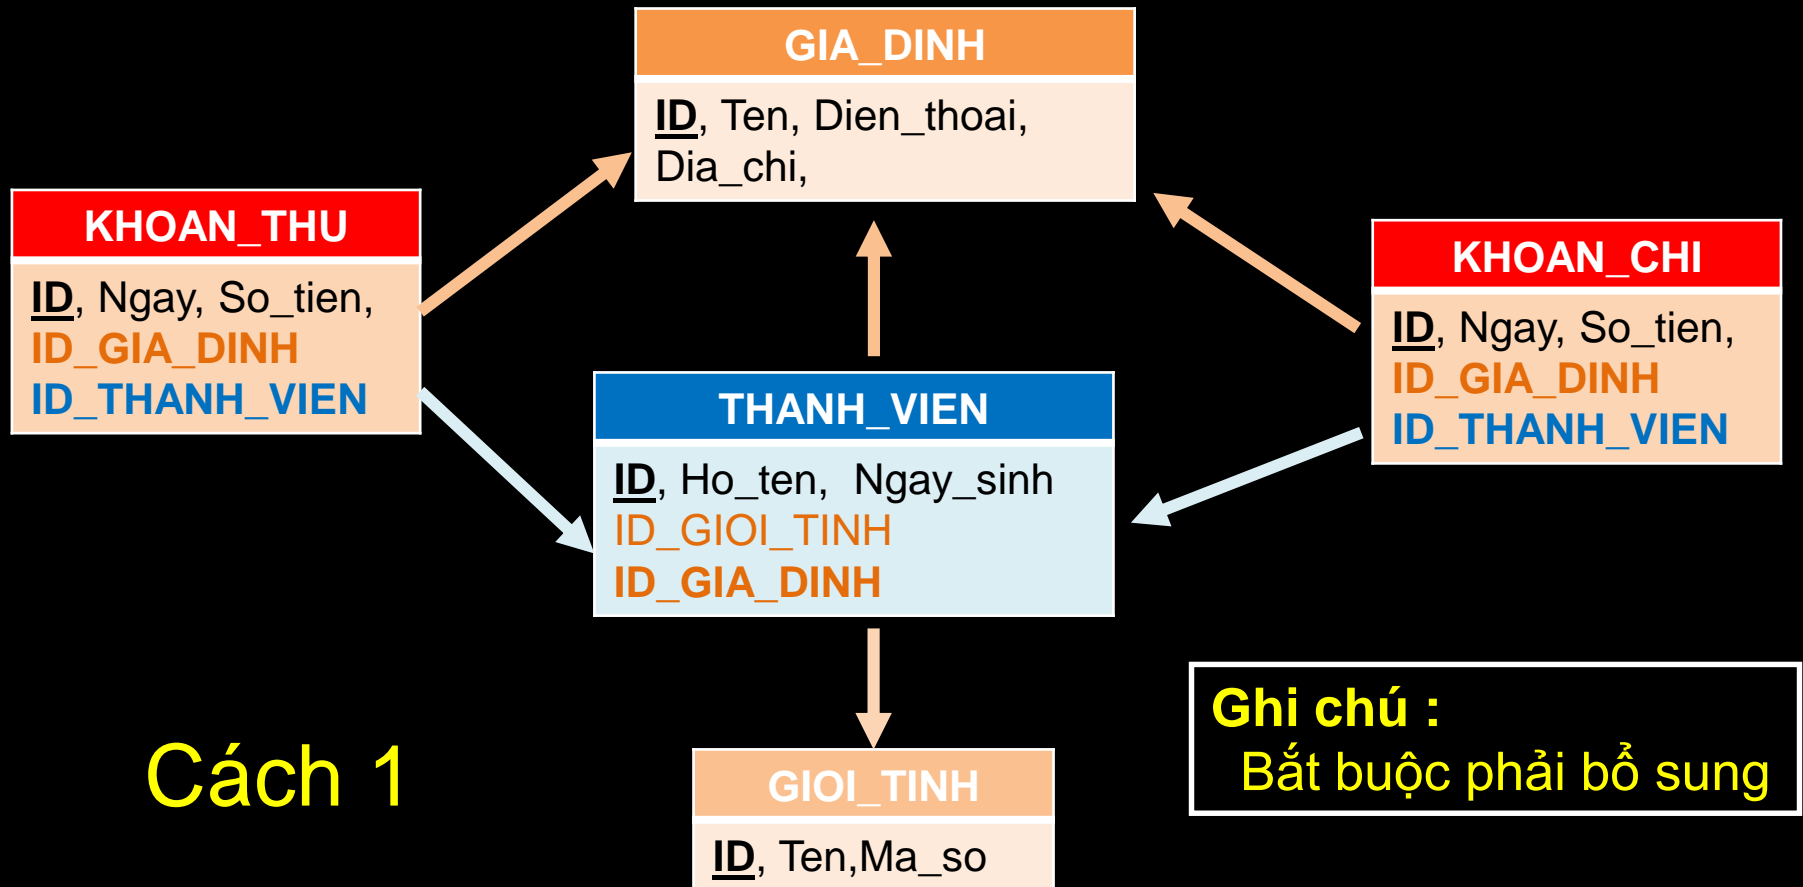 GIA_DINH
ID, Ten, Dien_thoai,
Dia_chi,
KHOAN_THU
ID, Ngay, So_tien,
ID_GIA_DINH
ID_THANH_VIEN
KHOAN_CHI
ID, Ngay, So_tien,
ID_GIA_DINH
ID_THANH_VIEN
THANH_VIEN
ID, Ho_ten, Ngay_sinh
ID_GIOI_TINH
ID_GIA_DINH
Cách 1
GIOI_TINH
ID, Ten,Ma_so
Ghi chú :
Bắt buộc phải bổ sung